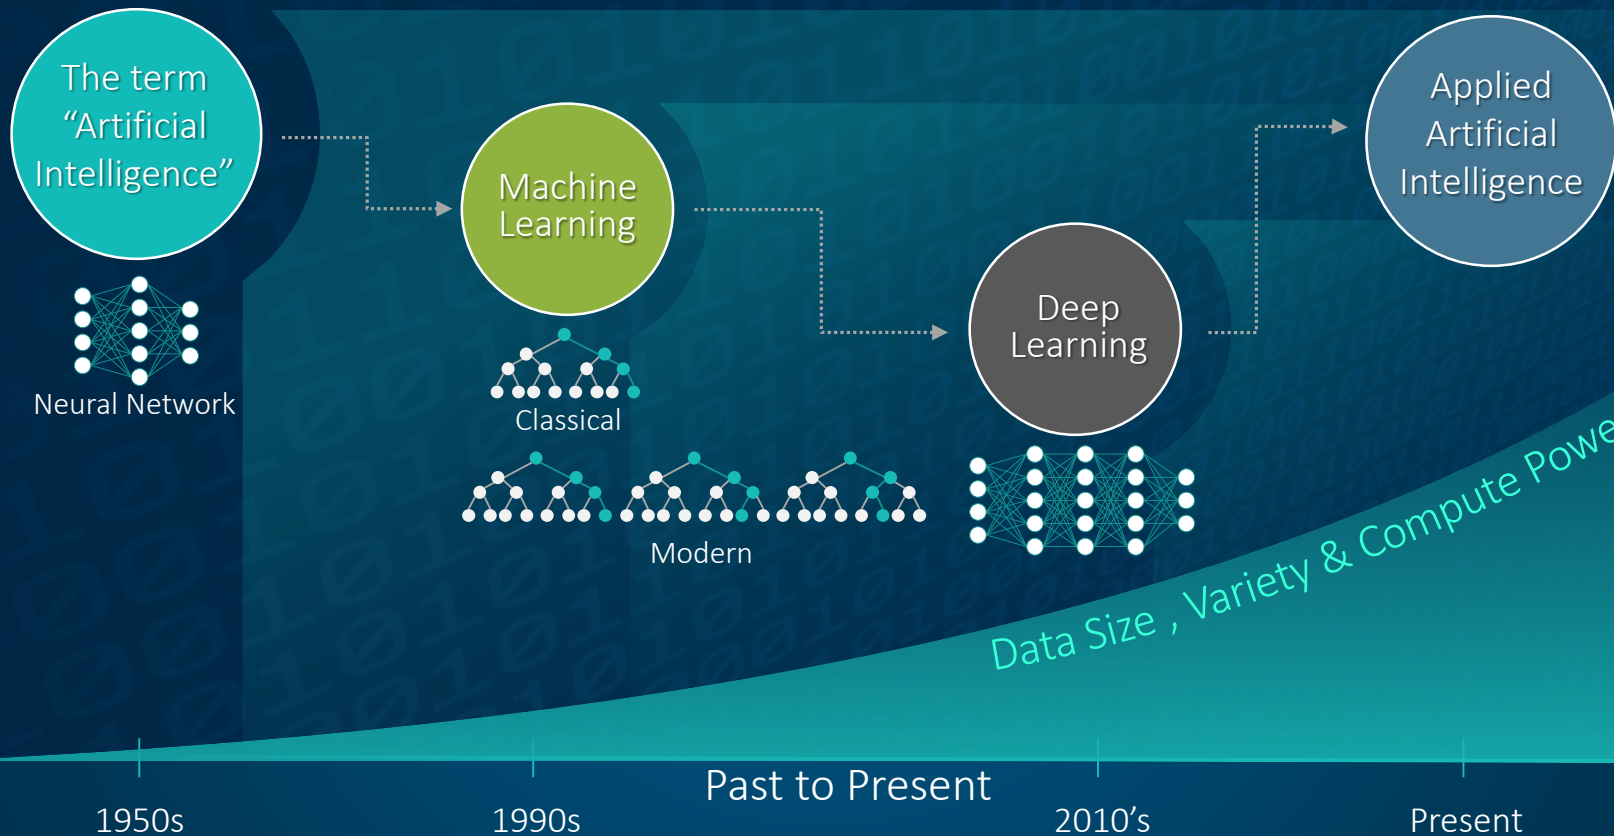 The term
“Artificial
Intelligence”
Neural Network
Machine
Learning
Classical
Modern
Deep
Learning
Applied
Artificial
Intelligence
Data Size , Variety & Compute Powe
Past to Present
1950s
1990s
2010's
Present